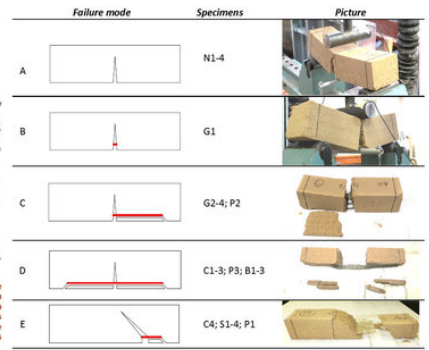 Failure mode Specimens Picture
A N1-4
B G1
C G2-4; P2
D C1-3; P3; B1-3
E C4; S1-4; P1